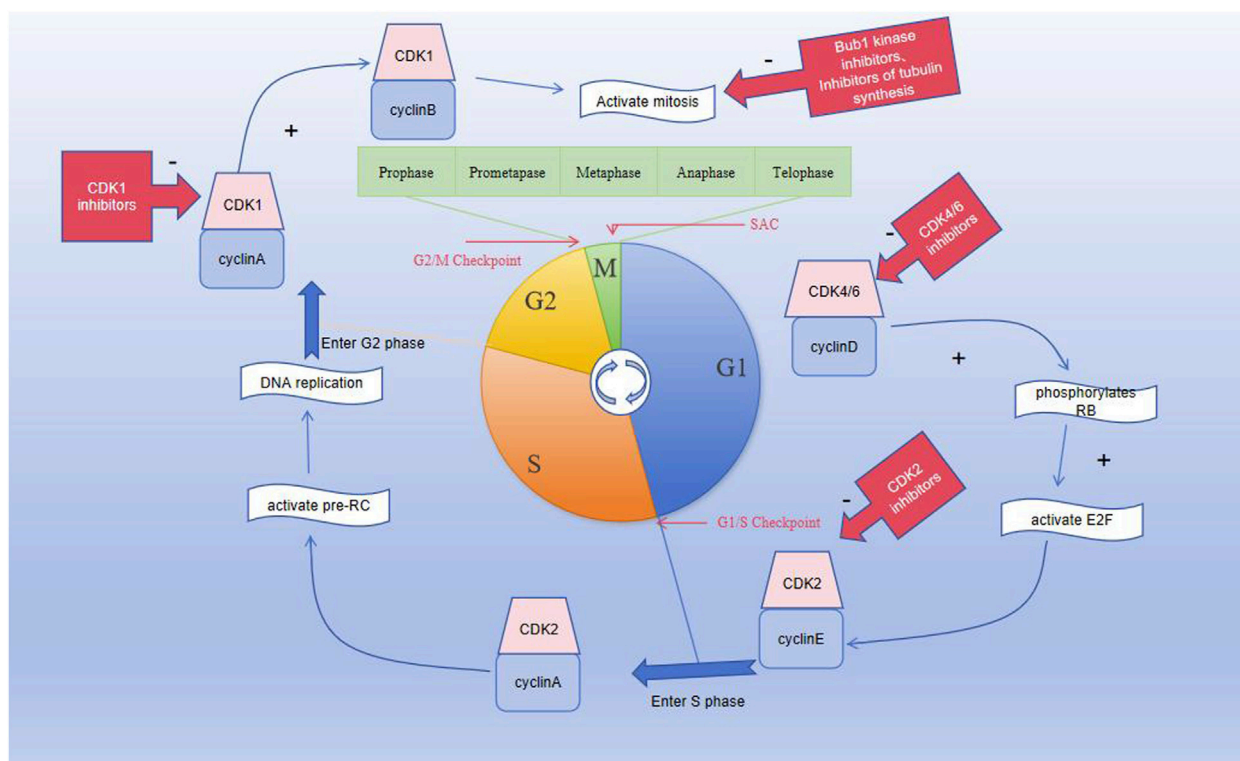 CDK1
cyclinB
+
Activate mitosis
-
Bub1 kinase
inhibitors、
Inhibitors of tubulin
synthesis
CDK1
inhibitors
-
CDK1
cyclinA
Prophase
Prometapase
Metaphase
Anaphase
Telophase
G2/M Checkpoint
SAC
M
G2
G1
S
-
CDK4/6
inhibitors
CDK4/6
cyclinD
+
phosphorylates
RB
+
activate E2F
-
CDK2
inhibitors
G1/S Checkpoint
CDK2
cyclinE
Enter S phase
CDK2
cyclinA
activate pre-RC
DNA replication
Enter G2 phase